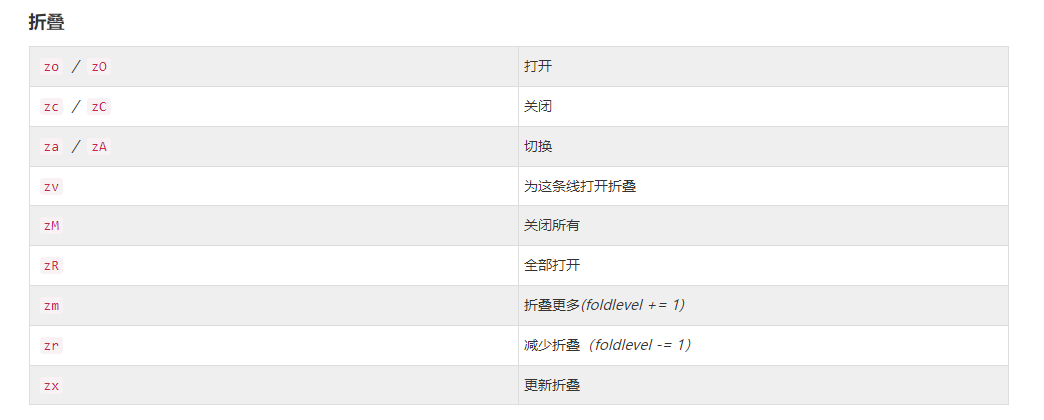 折叠
zo / zO 打开
zc / zC 关闭
za / zA 切换
zv 为这条线打开折叠
zM 关闭所有
zR 全部打开
zm 折叠更多(foldlevel += 1)
zr 减少折叠（foldlevel -= 1）
zx 更新折叠